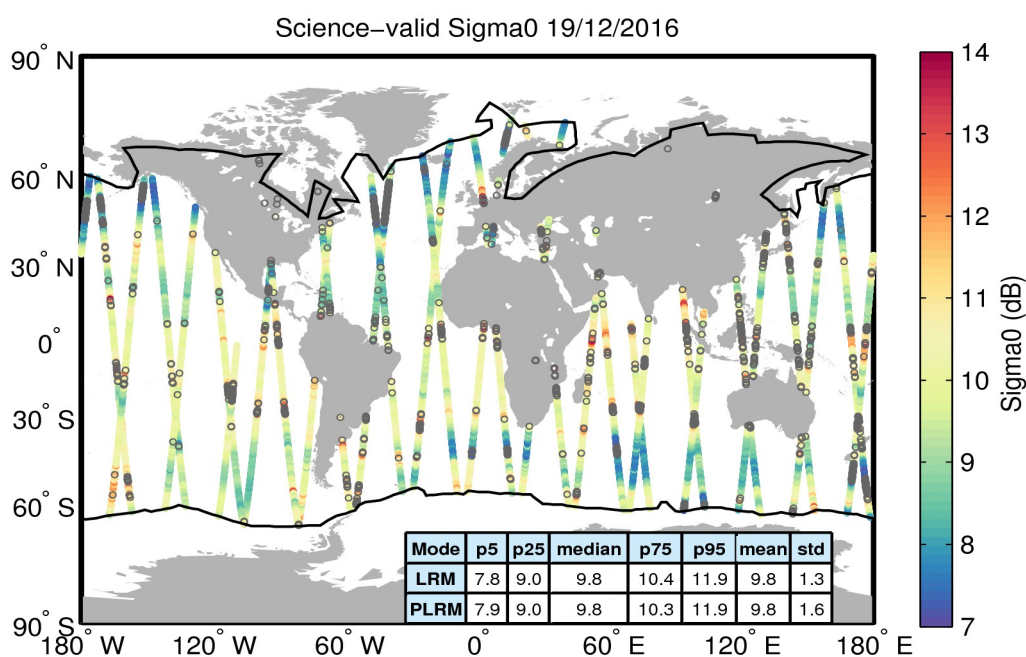 Science−valid Sigma0 19/12/2016
90° N
60° N
30° N
0°
30° S
60° S
90° S
180° W
120° W
60° W
0°
60° E
120° E
180° E
14
13
12
11
10
9
8
7
Sigma0 (dB)
Mode p5 p25 median p75 p95 mean std
LRM 7.8 9.0 9.8 10.4 11.9 9.8 1.3
PLRM 7.9 9.0 9.8 10.3 11.9 9.8 1.6